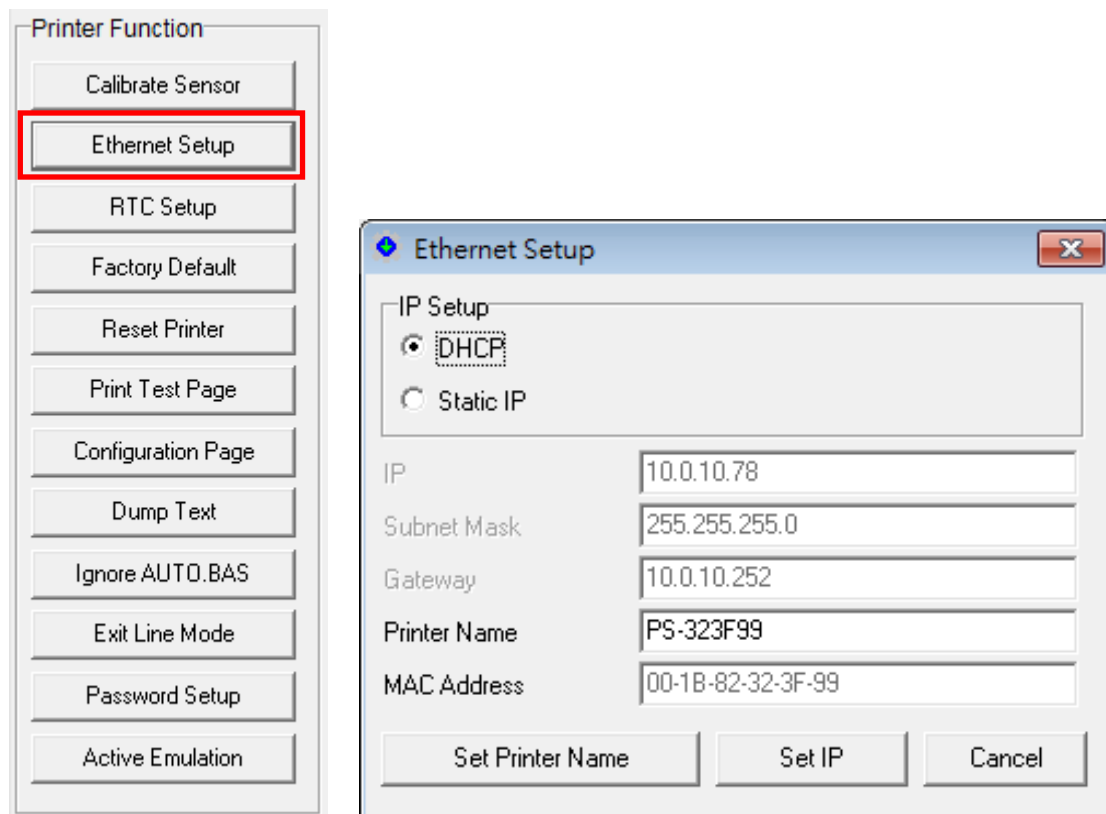 Printer Function
Calibrate Sensor
Ethernet Setup
RTC Setup
Factory Default
Reset Printer
Print Test Page
Configuration Page
Dump Text
Ignore AUTO.BAS
Exit Line Mode
Password Setup
Active Emulation
Ethernet Setup
IP Setup
DHCP
Static IP
IP 10.0.10.78
Subnet Mask 255.255.255.0
Gateway 10.0.10.252
Printer Name PS-323F99
MAC Address 00-1B-82-32-3F-99
Set Printer Name Set IP Cancel